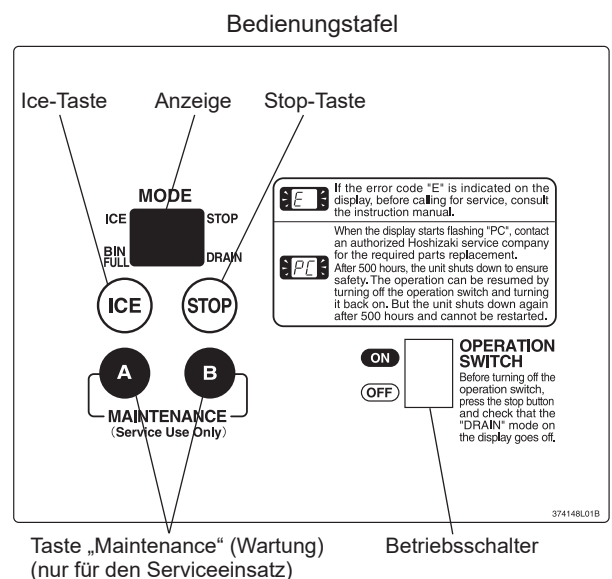 Bedienungstafel
Ice-Taste
Anzeige
Stop-Taste
MODE
ICE
STOP
BIN
FULL
DRAIN
ICE
STOP
A
B
MAINTENANCE
(Service Use Only)
E
If the error code "E" is indicated on the
display, before calling for service, consult
the instruction manual.
PC
When the display starts flashing "PC", contact
an authorized Hoshizaki service company
for the required parts replacement.
After 500 hours, the unit shuts down to ensure
safety. The operation can be resumed by
turning off the operation switch and turning
it back on. But the unit shuts down again
after 500 hours and cannot be restarted.
ON
OFF
OPERATION
SWITCH
Before turning off the
operation switch,
press the stop button
and check that the
"DRAIN" mode on
the display goes off.
374148L01B
Taste „Maintenance“ (Wartung)
(nur für den Serviceeinsatz)
Betriebsschalter